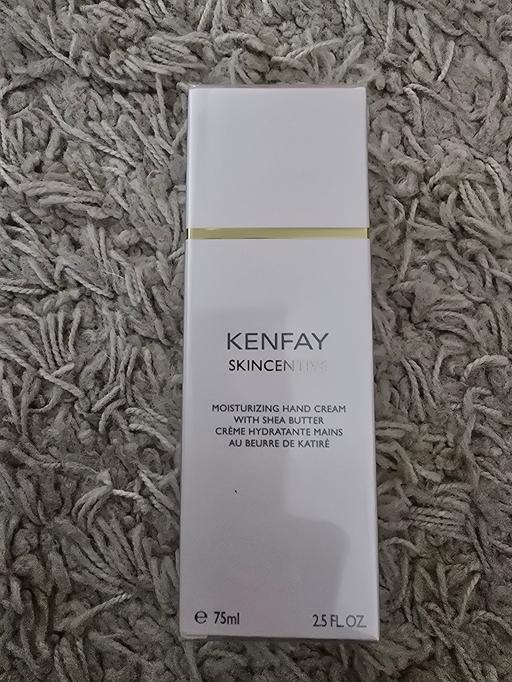 KENFAY
SKINCENTIVE
MOISTURIZING HAND CREAM
WITH SHEA BUTTER
CRÈME HYDRATANTE MAINS
AU BEURRE DE KATIRÉ
℮ 75ml 2.5 FL. OZ.